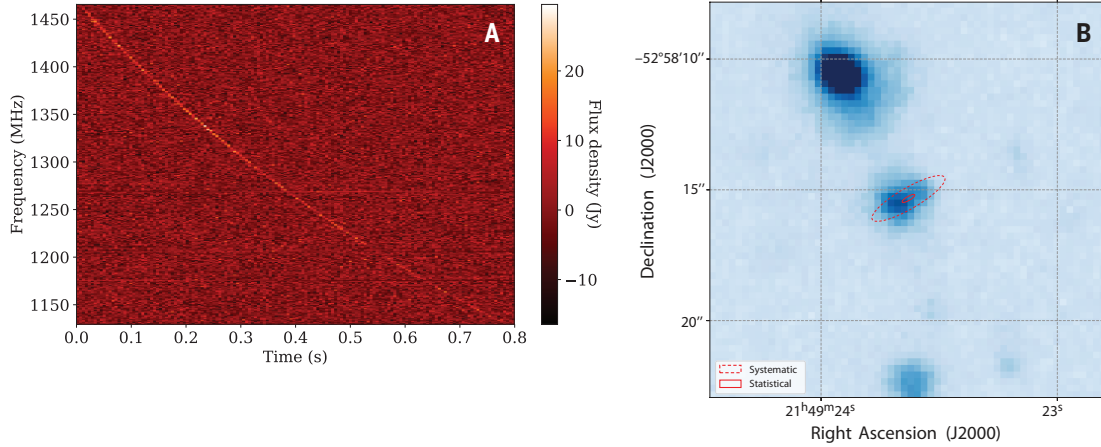 A
1450
1400
1350
1300
1250
1200
1150
Frequency (MHz)
0.0 0.1 0.2 0.3 0.4 0.5 0.6 0.7 0.8
Time (s)
20
10
0
−10
Flux density (Jy)
B
−52°58′10″
15″
20″
Declination (J2000)
Systematic
Statistical
21ʰ49ᵐ24ˢ 23ˢ
Right Ascension (J2000)